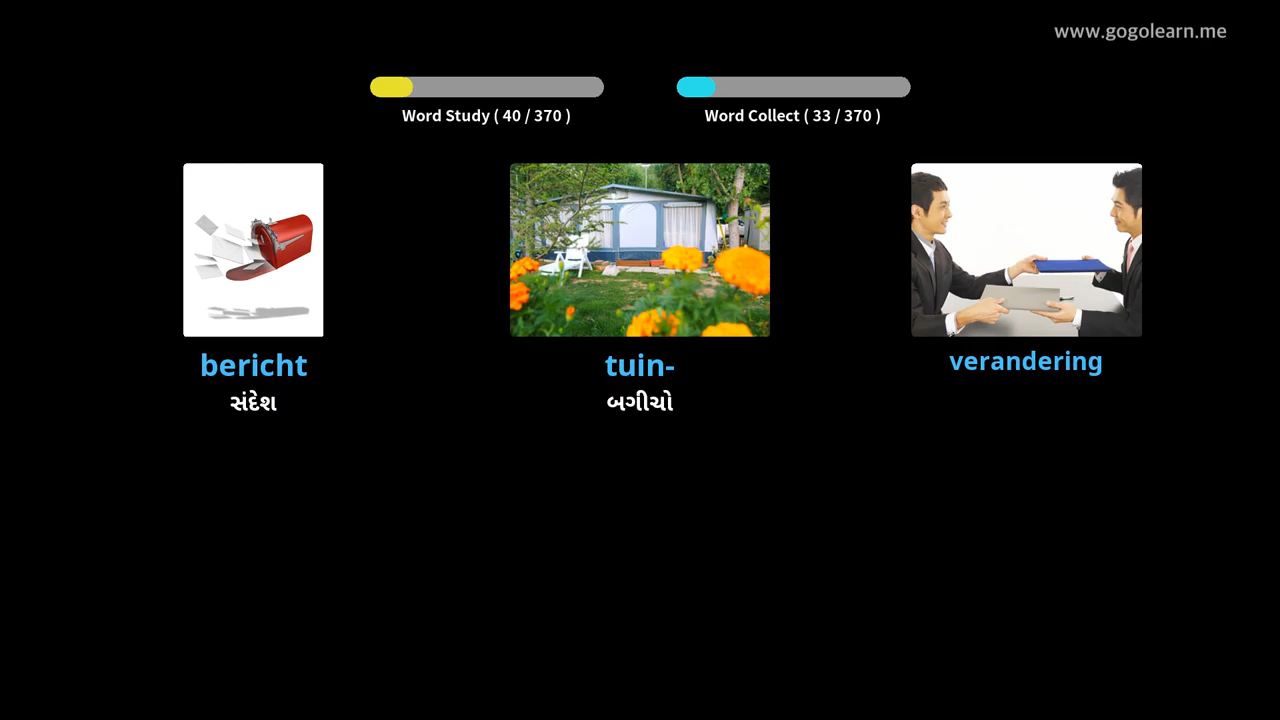 www.gogolearn.me
Word Study ( 40 / 370 )
Word Collect ( 33 / 370 )
bericht
સંદેશ
tuin-
બગીચો
verandering